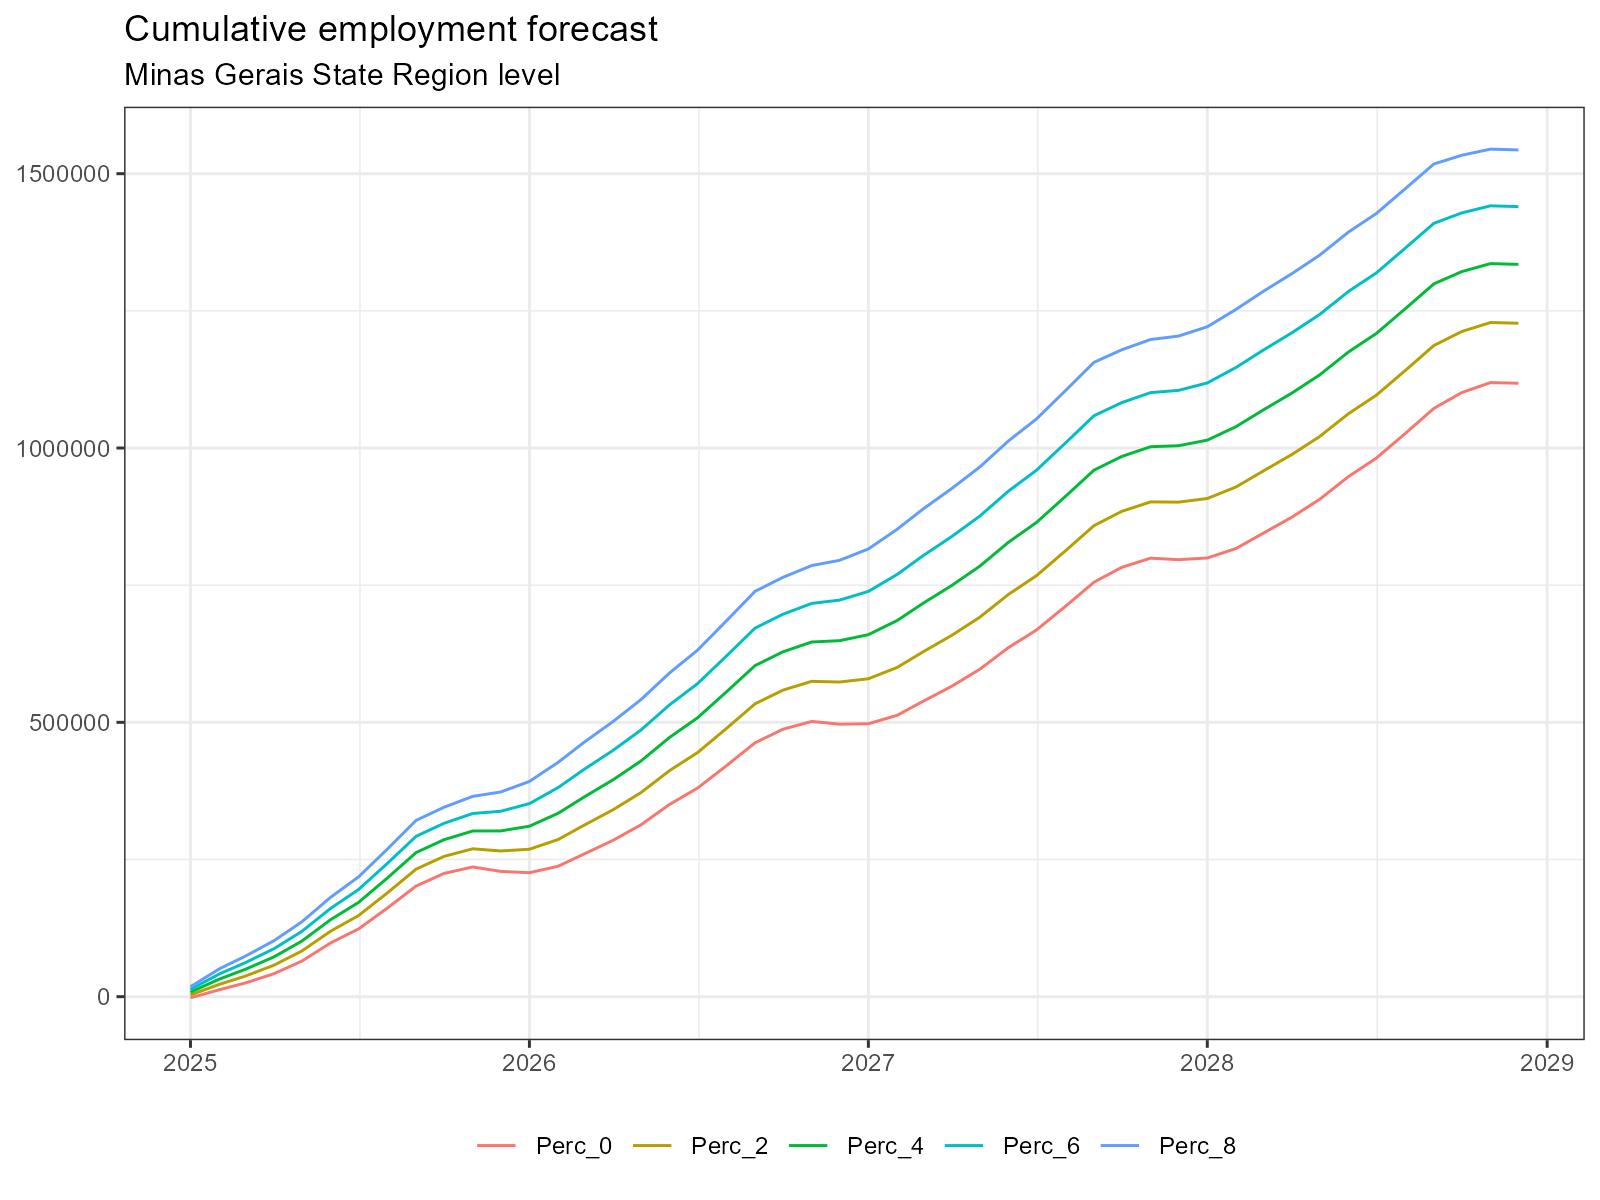 Cumulative employment forecast
Minas Gerais State Region level
1500000
1000000
500000
0
2025 2026 2027 2028 2029
Perc_0 Perc_2 Perc_4 Perc_6 Perc_8